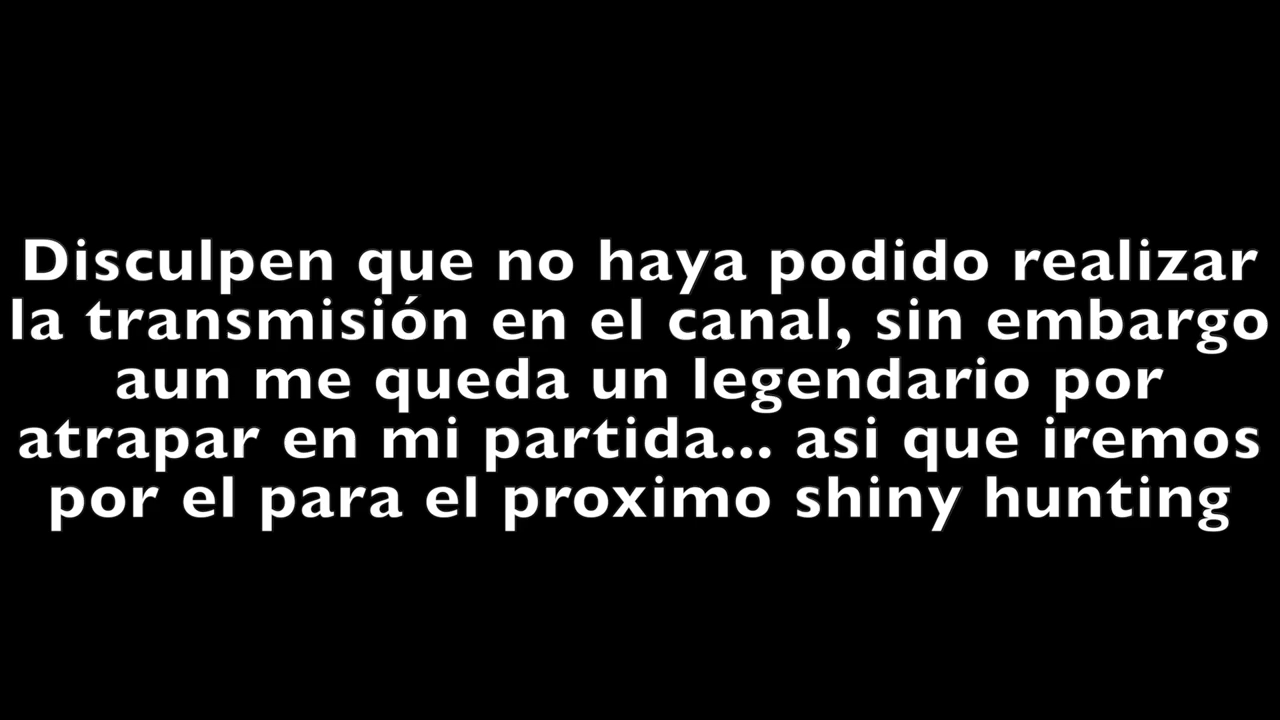 Disculpen que no haya podido realizar
la transmisión en el canal, sin embargo
aun me queda un legendario por
atrapar en mi partida... asi que iremos
por el para el proximo shiny hunting